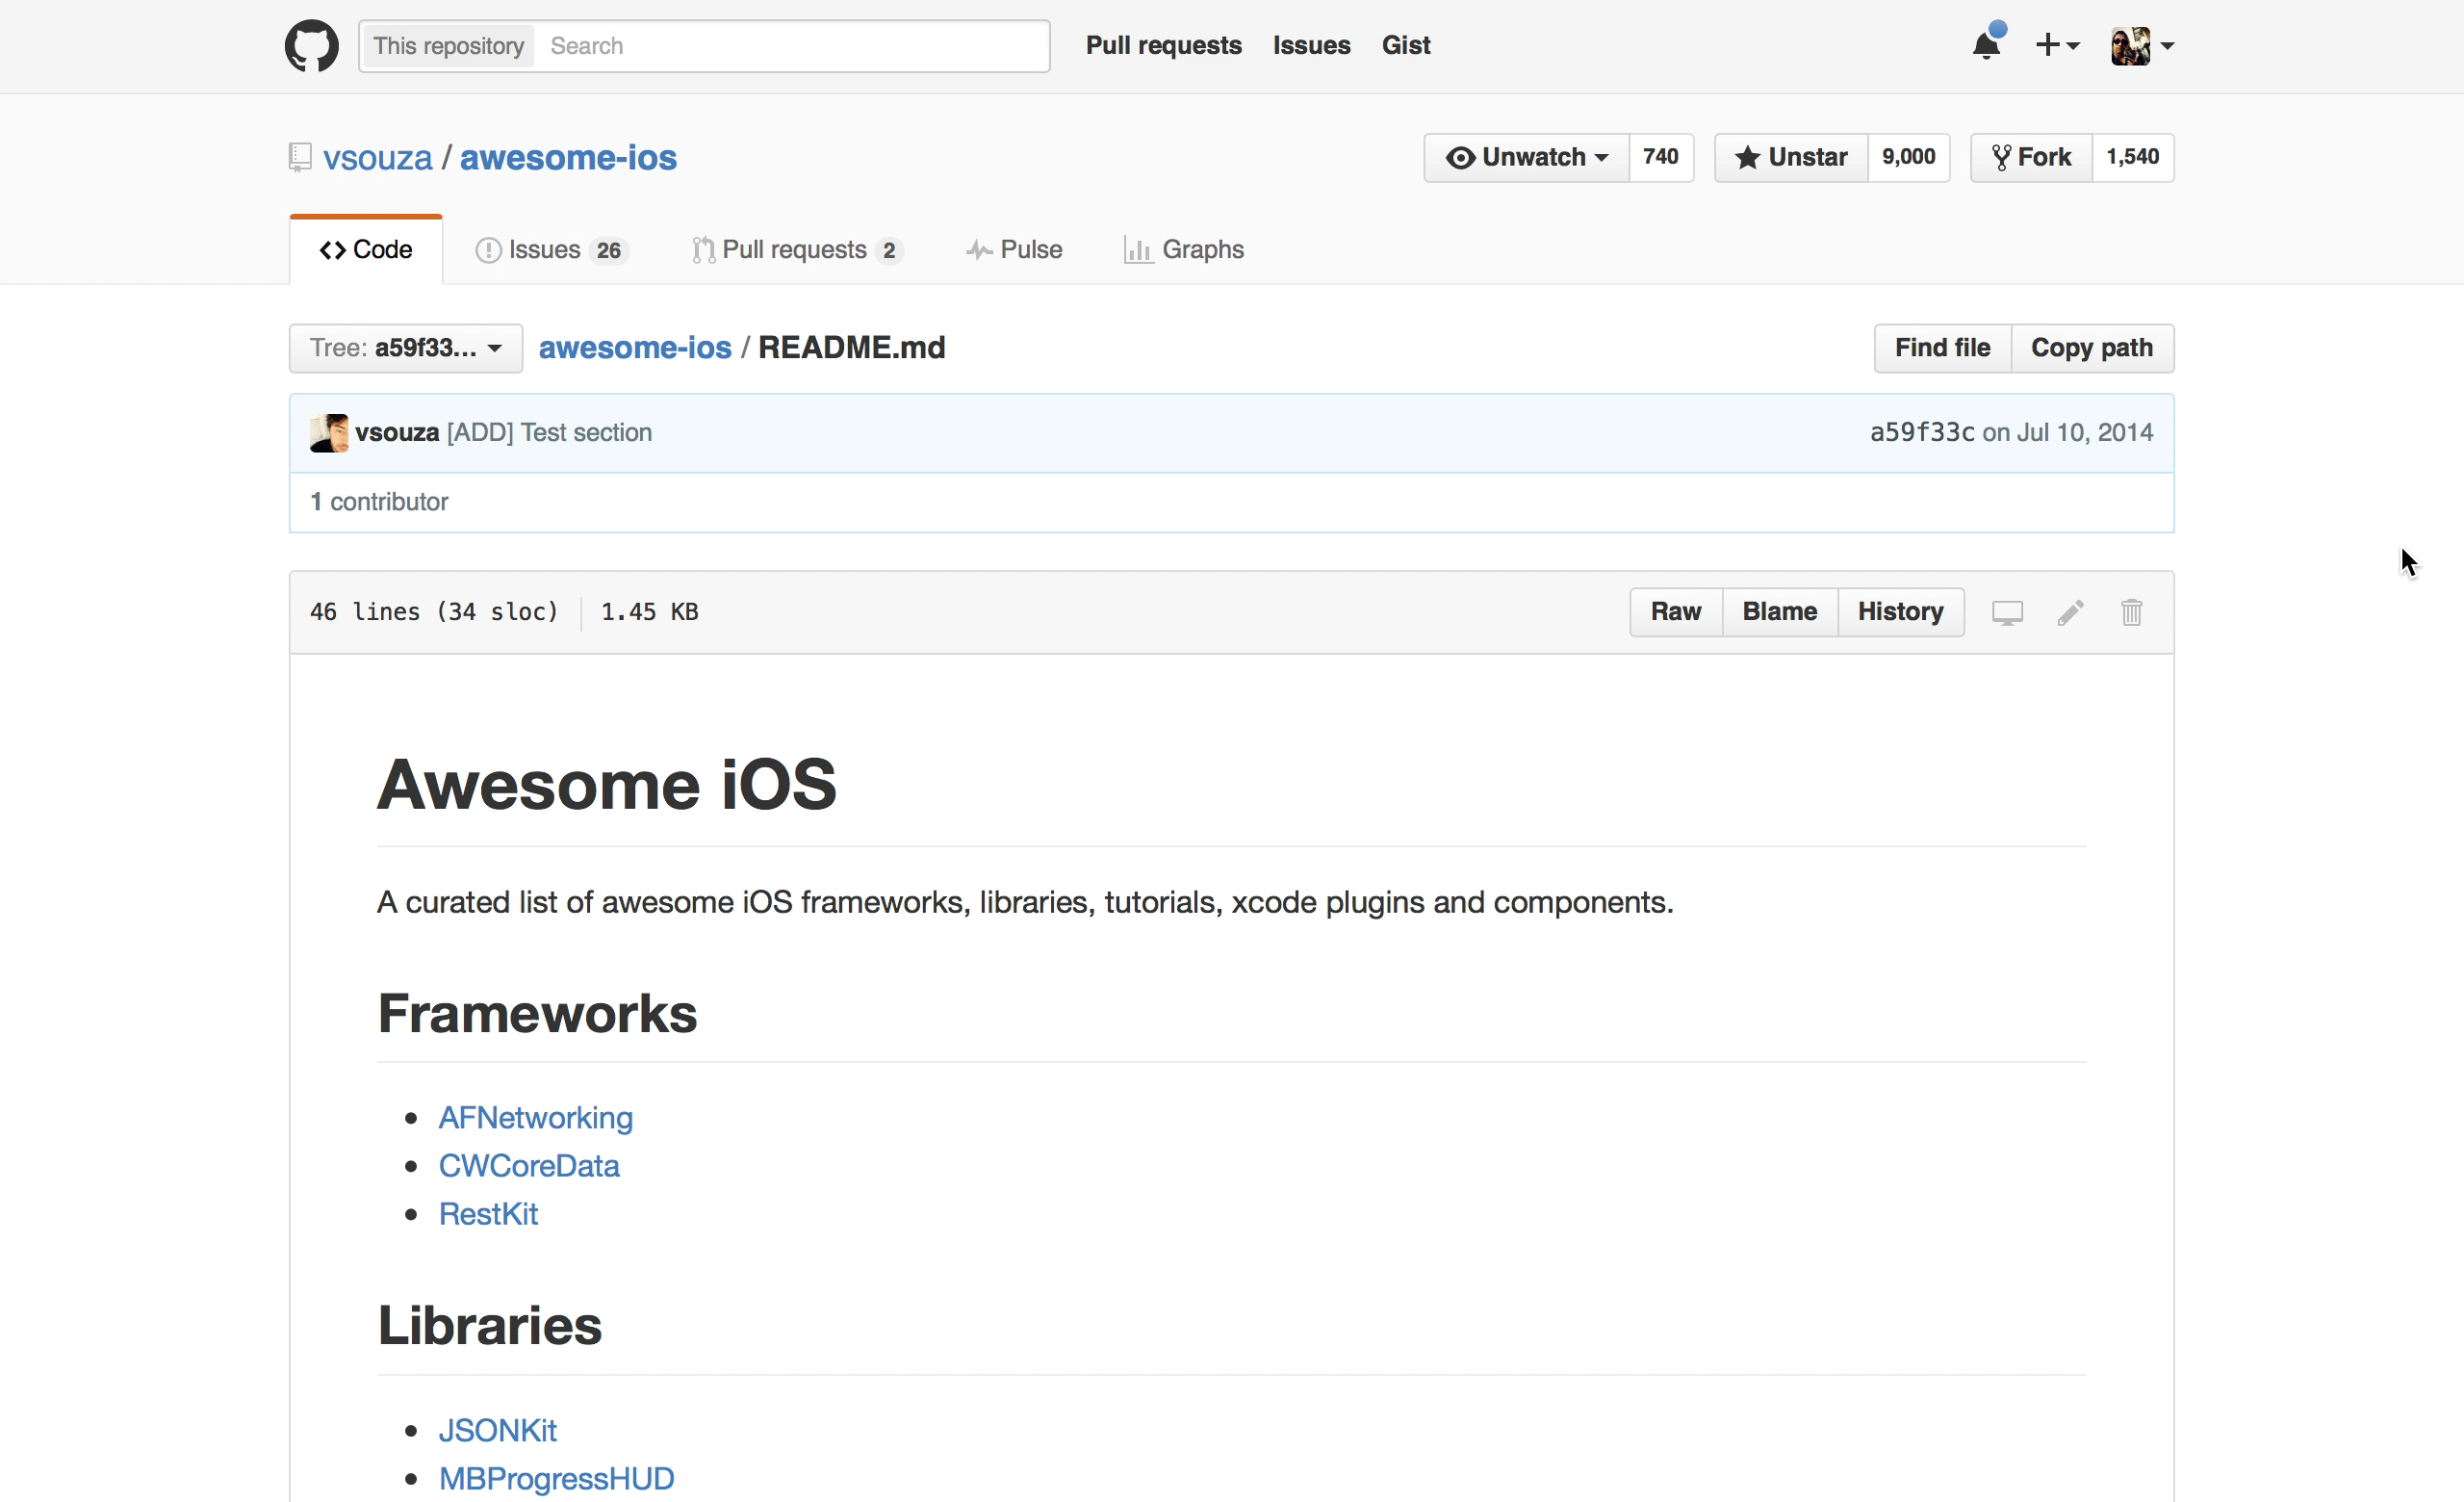 This repository Search Pull requests Issues Gist
vsouza / awesome-ios Unwatch 740 Unstar 9,000 Fork 1,540
Code Issues 26 Pull requests 2 Pulse Graphs
Tree: a59f33... awesome-ios / README.md Find file Copy path
vsouza [ADD] Test section a59f33c on Jul 10, 2014
1 contributor
46 lines (34 sloc) 1.45 KB Raw Blame History
Awesome iOS
A curated list of awesome iOS frameworks, libraries, tutorials, xcode plugins and components.
Frameworks
AFNetworking
CWCoreData
RestKit
Libraries
JSONKit
MBProgressHUD